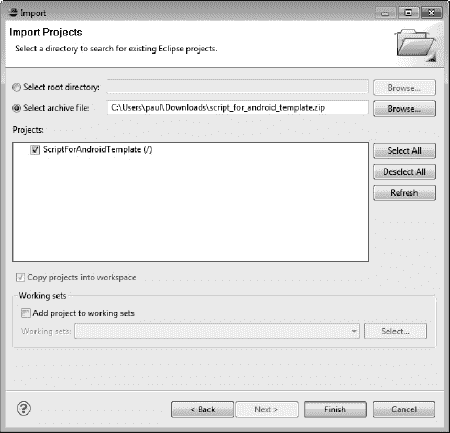 Import
Import Projects
Select a directory to search for existing Eclipse projects.
Select root directory:
Browse...
Select archive file:
C:\Users\paul\Downloads\script_for_android_template.zip
Browse...
Projects:
ScriptForAndroidTemplate (/)
Select All
Deselect All
Refresh
Copy projects into workspace
Working sets
Add project to working sets
Working sets:
Select...
?
< Back
Next >
Finish
Cancel